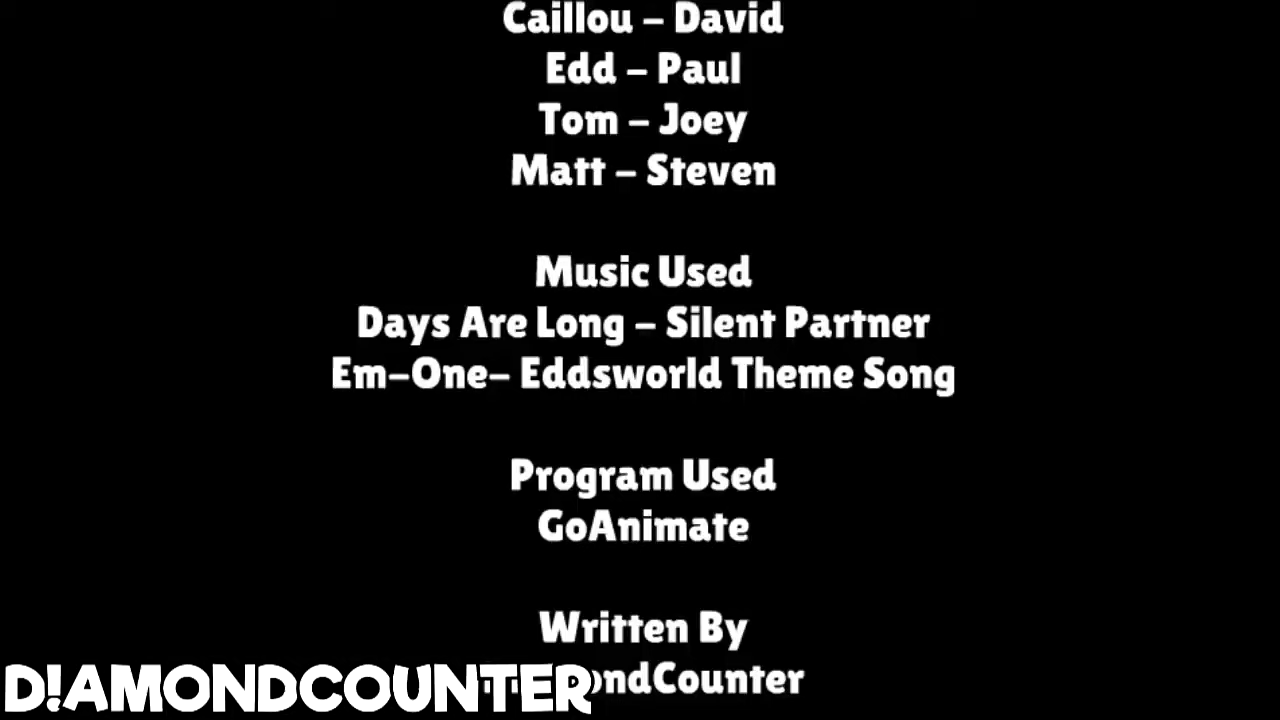 Caillou - David
Edd - Paul
Tom - Joey
Matt - Steven
Music Used
Days Are Long - Silent Partner
Em-One- Eddsworld Theme Song
Program Used
GoAnimate
Written By
ondCounter
D!AMONDCOUNTER